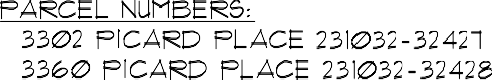 PARCEL NUMBERS:
3302 PICARD PLACE 231032-32427
3360 PICARD PLACE 231032-32428